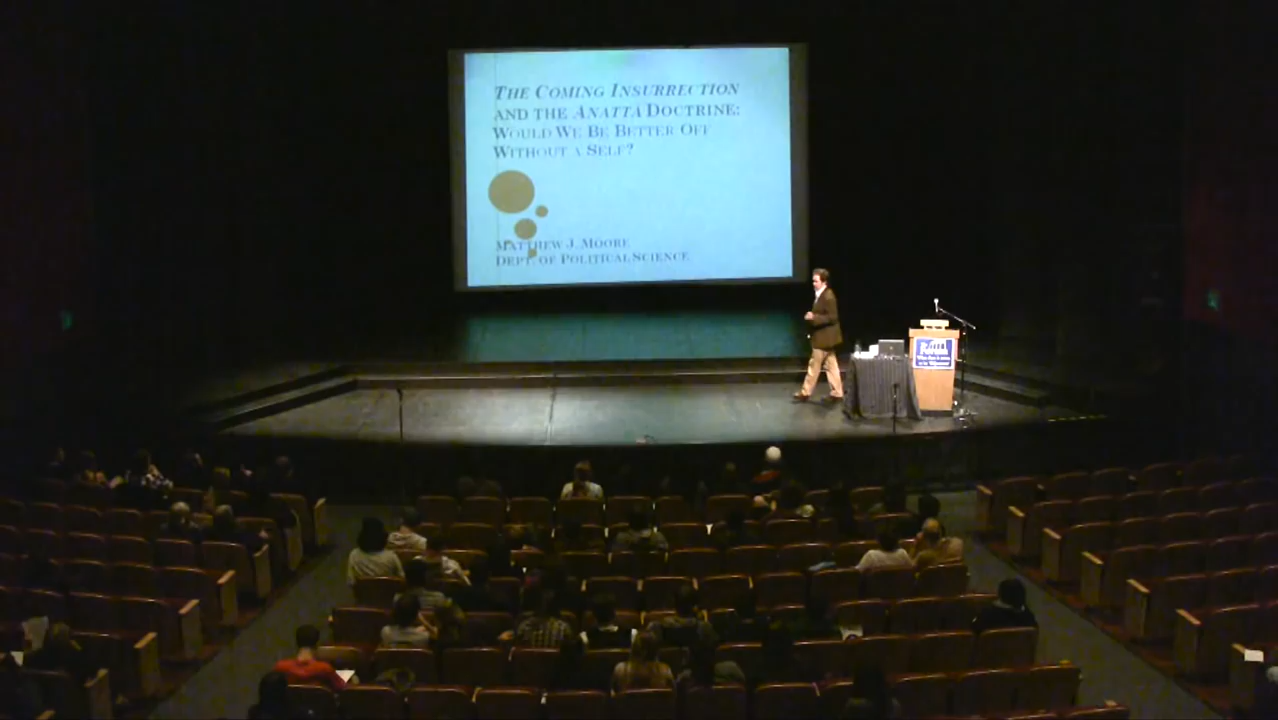 THE COMING INSURRECTION
AND THE ANATTA DOCTRINE:
WOULD WE BE BETTER OFF
WITHOUT A SELF?
MATTHEW J. MOORE
DEPT. OF POLITICAL SCIENCE